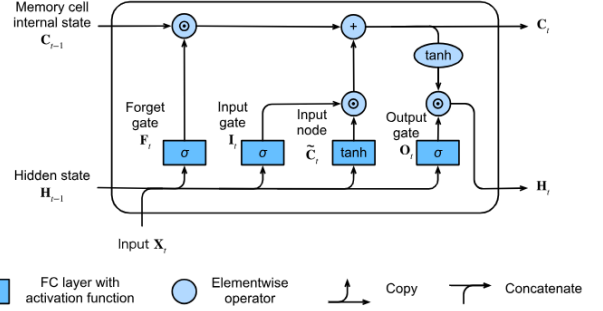 Memory cell
internal state
C_{t−1}
C_t
+
tanh
Forget
gate
F_t
Input
gate
I_t
Input
node
C̃_t
Output
gate
O_t
σ
σ
tanh
σ
Hidden state
H_{t−1}
H_t
Input X_t
FC layer with
activation function
Elementwise
operator
Copy
Concatenate